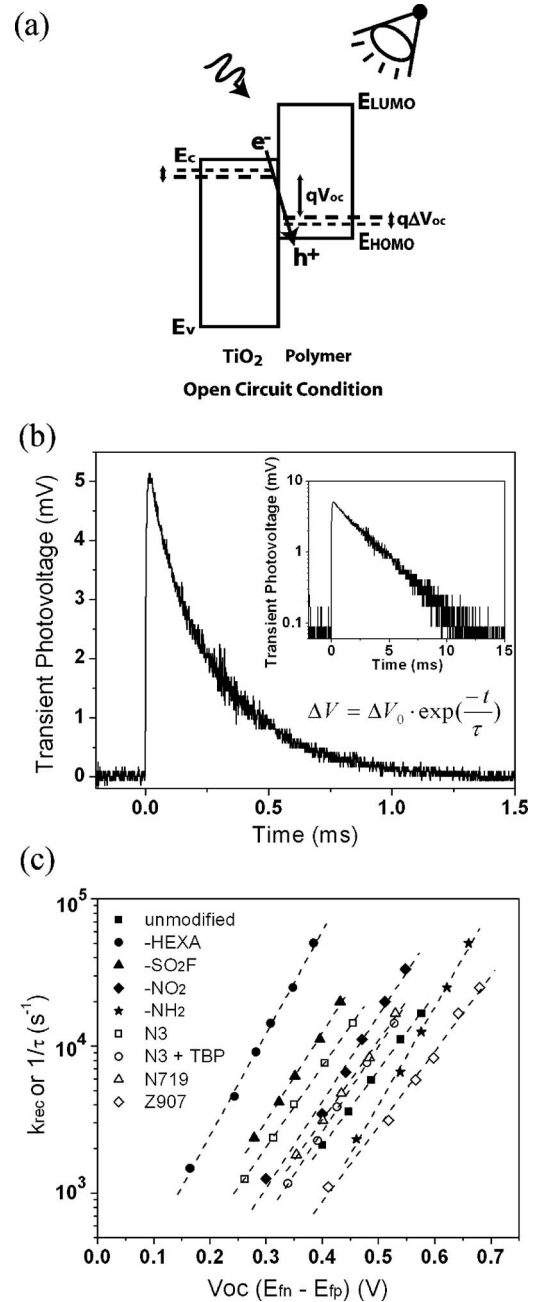 (a)
ELUMO
e-
Ec
qVoc
qΔVoc
EHOMO
h+
Ev
TiO2 Polymer
Open Circuit Condition
(b)
Transient Photovoltage (mV)
5
4
3
2
1
0
0.0 0.5 1.0 1.5
Time (ms)
Transient Photovoltage (mV)
10
1
0.1
0 5 10 15
Time (ms)
ΔV = ΔV0 · exp(-t/τ)
(c)
krec or 1/τ (s-1)
10^5
10^4
10^3
unmodified
-HEXA
-SO2F
-NO2
-NH2
N3
N3 + TBP
N719
Z907
0.0 0.1 0.2 0.3 0.4 0.5 0.6 0.7
Voc (Efn - Efp) (V)